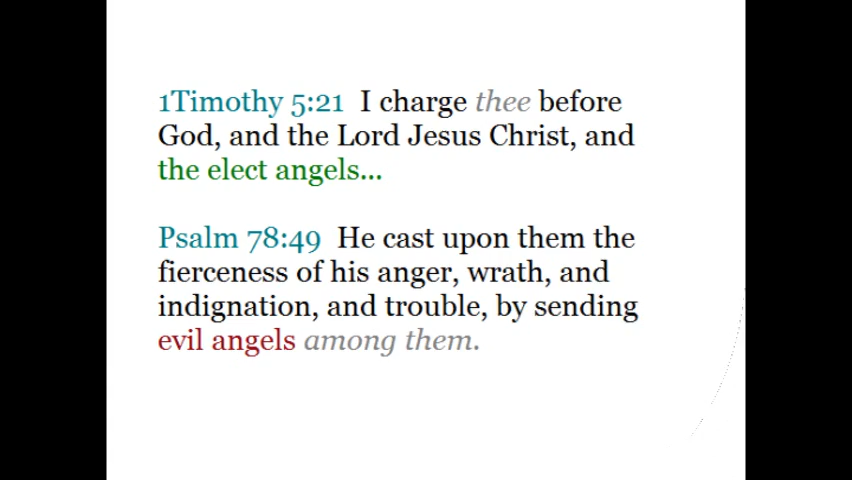 1Timothy 5:21 I charge thee before
God, and the Lord Jesus Christ, and
the elect angels...
Psalm 78:49 He cast upon them the
fierceness of his anger, wrath, and
indignation, and trouble, by sending
evil angels among them.